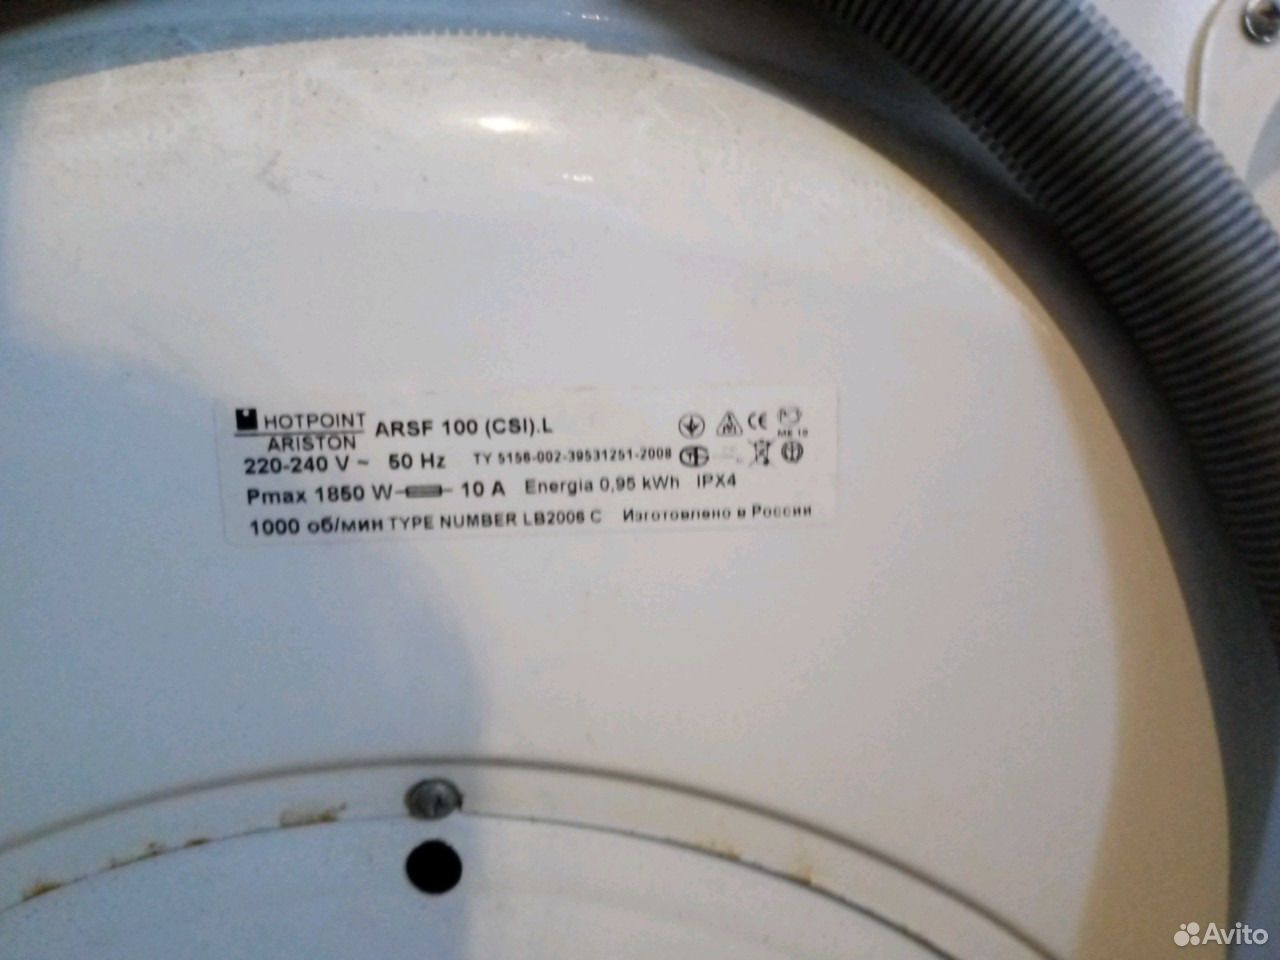 HOTPOINT
ARISTON
ARSF 100 (CSI).L
220-240 V ~ 50 Hz TY 5156-002-39531251-2008
Pmax 1850 W 10 A Energia 0,95 kWh IPX4
1000 об/мин TYPE NUMBER LB2006 C Изготовлено в России
CE
Avito